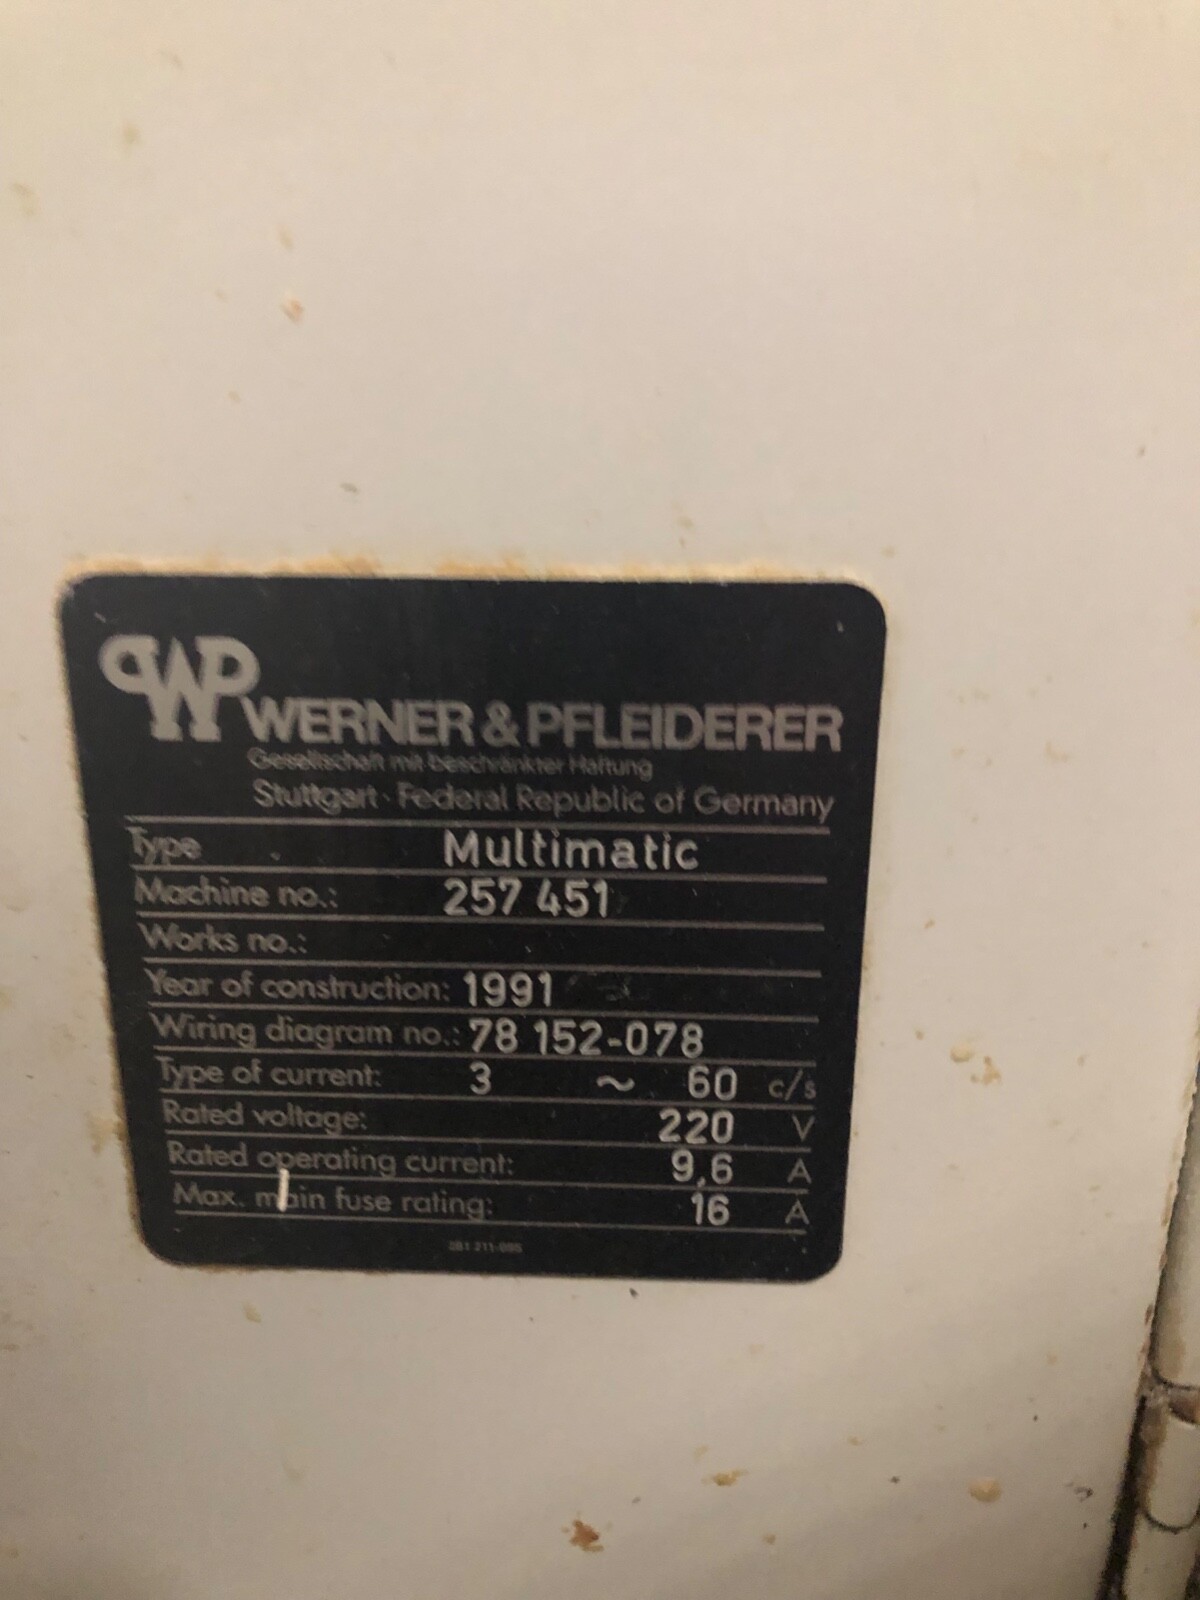 WP
WERNER & PFLEIDERER
Gesellschaft mit beschränkter Haftung
Stuttgart · Federal Republic of Germany
Type Multimatic
Machine no.: 257 451
Works no.:
Year of construction: 1991
Wiring diagram no.: 78 152-078
Type of current: 3 ~ 60 c/s
Rated voltage: 220 V
Rated operating current: 9,6 A
Max. main fuse rating: 16 A